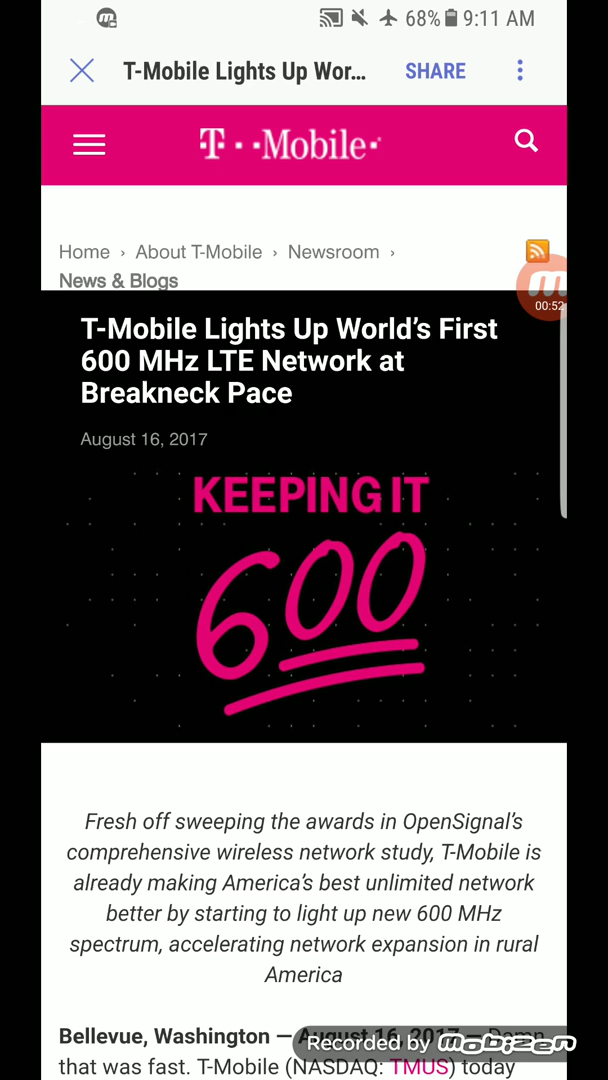 68% 9:11 AM
T-Mobile Lights Up Wor... SHARE
T··Mobile·
Home › About T-Mobile › Newsroom ›
News & Blogs
00:52
T-Mobile Lights Up World's First
600 MHz LTE Network at
Breakneck Pace
August 16, 2017
KEEPING IT
600
Fresh off sweeping the awards in OpenSignal's
comprehensive wireless network study, T-Mobile is
already making America's best unlimited network
better by starting to light up new 600 MHz
spectrum, accelerating network expansion in rural
America
Bellevue, Washington — August 16, 2017 — Damn
that was fast. T-Mobile (NASDAQ: TMUS) today
Recorded by mobizen